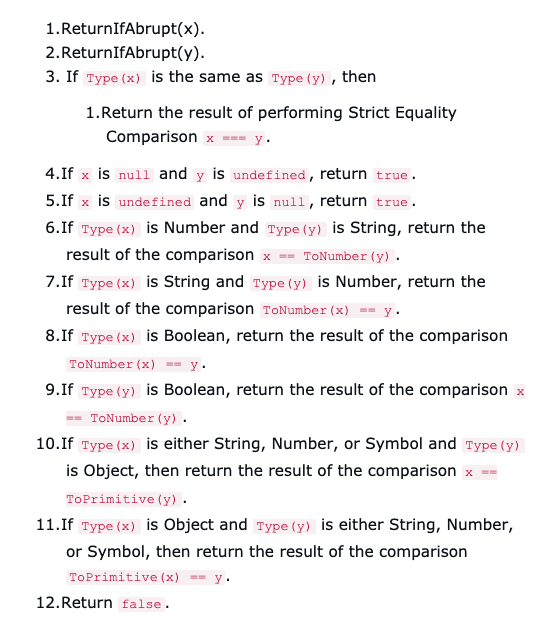 1.ReturnIfAbrupt(x).
2.ReturnIfAbrupt(y).
3. If Type(x) is the same as Type(y), then
1.Return the result of performing Strict Equality
Comparison x === y.
4.If x is null and y is undefined, return true.
5.If x is undefined and y is null, return true.
6.If Type(x) is Number and Type(y) is String, return the
result of the comparison x == ToNumber(y).
7.If Type(x) is String and Type(y) is Number, return the
result of the comparison ToNumber(x) == y.
8.If Type(x) is Boolean, return the result of the comparison
ToNumber(x) == y.
9.If Type(y) is Boolean, return the result of the comparison x
== ToNumber(y).
10.If Type(x) is either String, Number, or Symbol and Type(y)
is Object, then return the result of the comparison x ==
ToPrimitive(y).
11.If Type(x) is Object and Type(y) is either String, Number,
or Symbol, then return the result of the comparison
ToPrimitive(x) == y.
12.Return false.